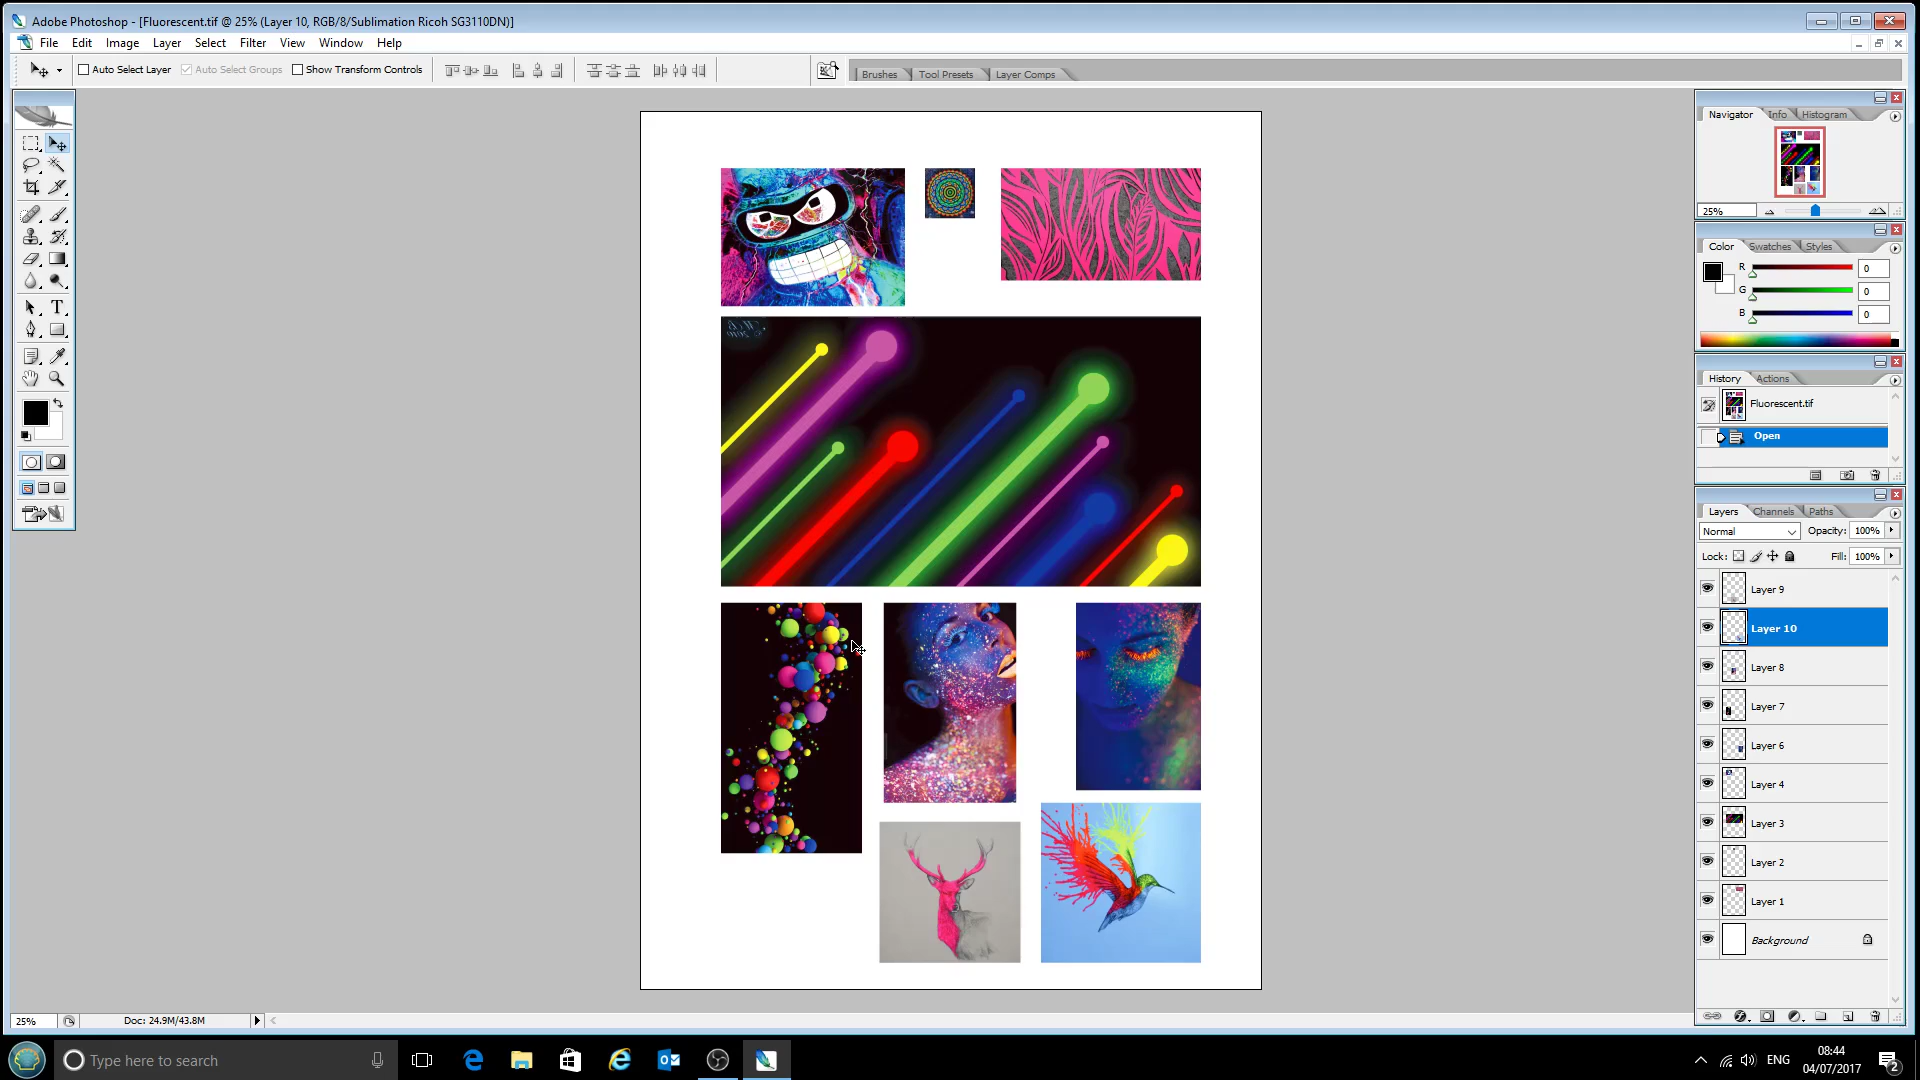 Adobe Photoshop - [Fluorescent.tif @ 25% (Layer 10, RGB/8/Sublimation Ricoh SG3110DN)]
File Edit Image Layer Select Filter View Window Help
Auto Select Layer Auto Select Groups Show Transform Controls
Brushes Tool Presets Layer Comps
Navigator Info Histogram
25%
Color Swatches Styles
R 0
G 0
B 0
History Actions
Fluorescent.tif
Open
Layers Channels Paths
Normal Opacity: 100%
Lock: Fill: 100%
Layer 9
Layer 10
Layer 8
Layer 7
Layer 6
Layer 4
Layer 3
Layer 2
Layer 1
Background
25% Doc: 24.9M/43.8M
Type here to search
ENG
08:44
04/07/2017
2